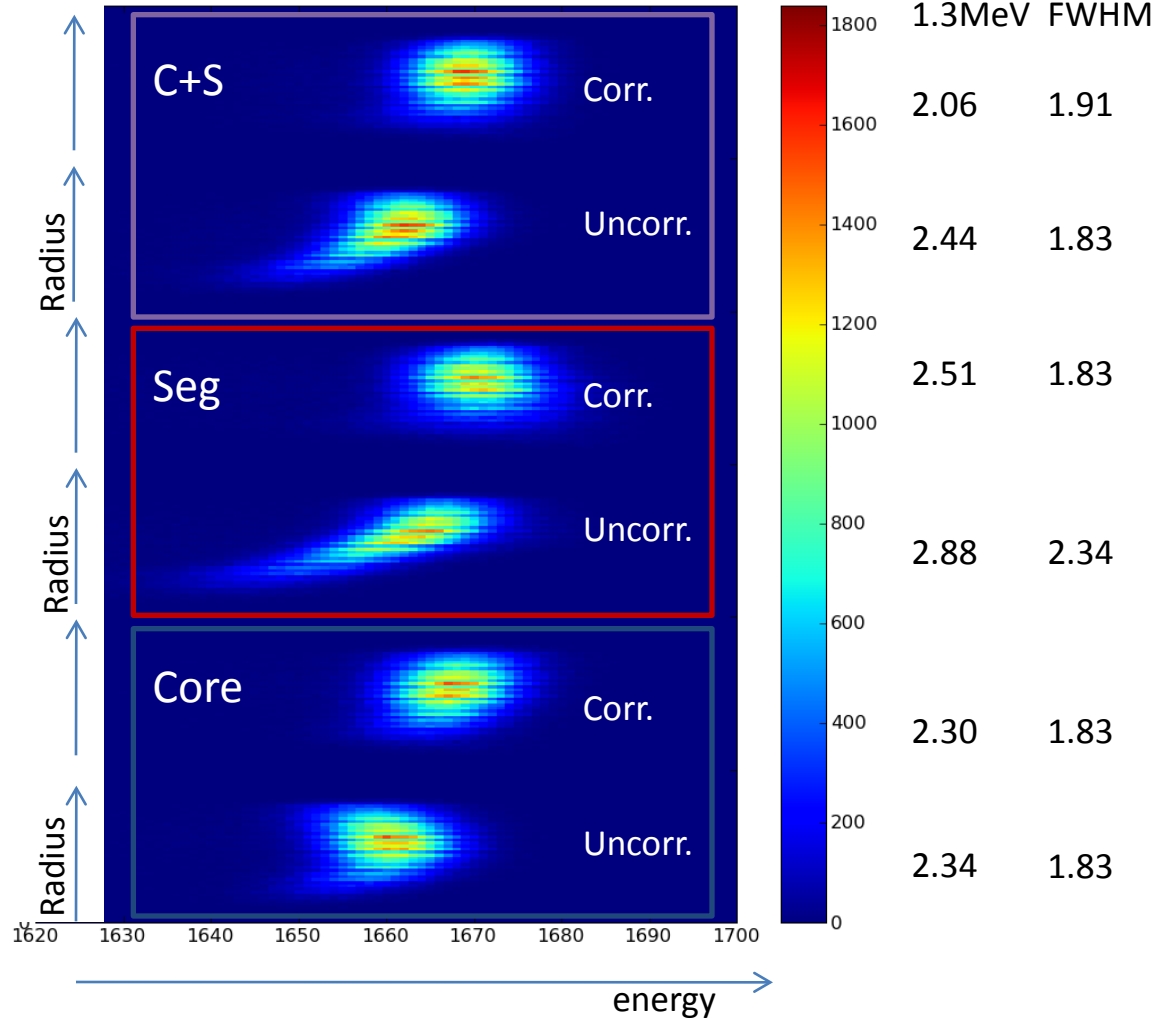 1.3MeV FWHM
C+S
Corr.
2.06 1.91
Uncorr.
2.44 1.83
Radius
Seg
Corr.
2.51 1.83
Uncorr.
2.88 2.34
Radius
Core
Corr.
2.30 1.83
Uncorr.
2.34 1.83
Radius
1800
1600
1400
1200
1000
800
600
400
200
0
1620 1630 1640 1650 1660 1670 1680 1690 1700
energy